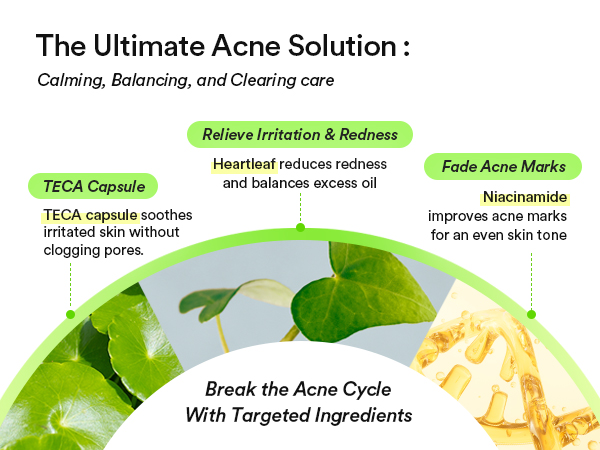 The Ultimate Acne Solution :
Calming, Balancing, and Clearing care
Relieve Irritation & Redness
Heartleaf reduces redness
and balances excess oil
TECA Capsule
TECA capsule soothes
irritated skin without
clogging pores.
Fade Acne Marks
Niacinamide
improves acne marks
for an even skin tone
Break the Acne Cycle
With Targeted Ingredients